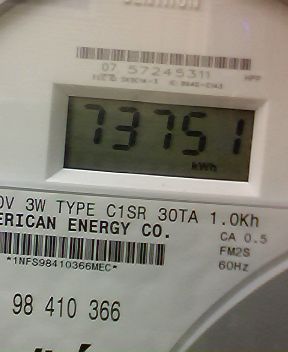 07 57245311
73751
kWh
0V 3W TYPE C1SR 30TA 1.0Kh
ERICAN ENERGY CO.
CA 0.5
*1NFS98410366MEC*
FM2S
60Hz
98 410 366